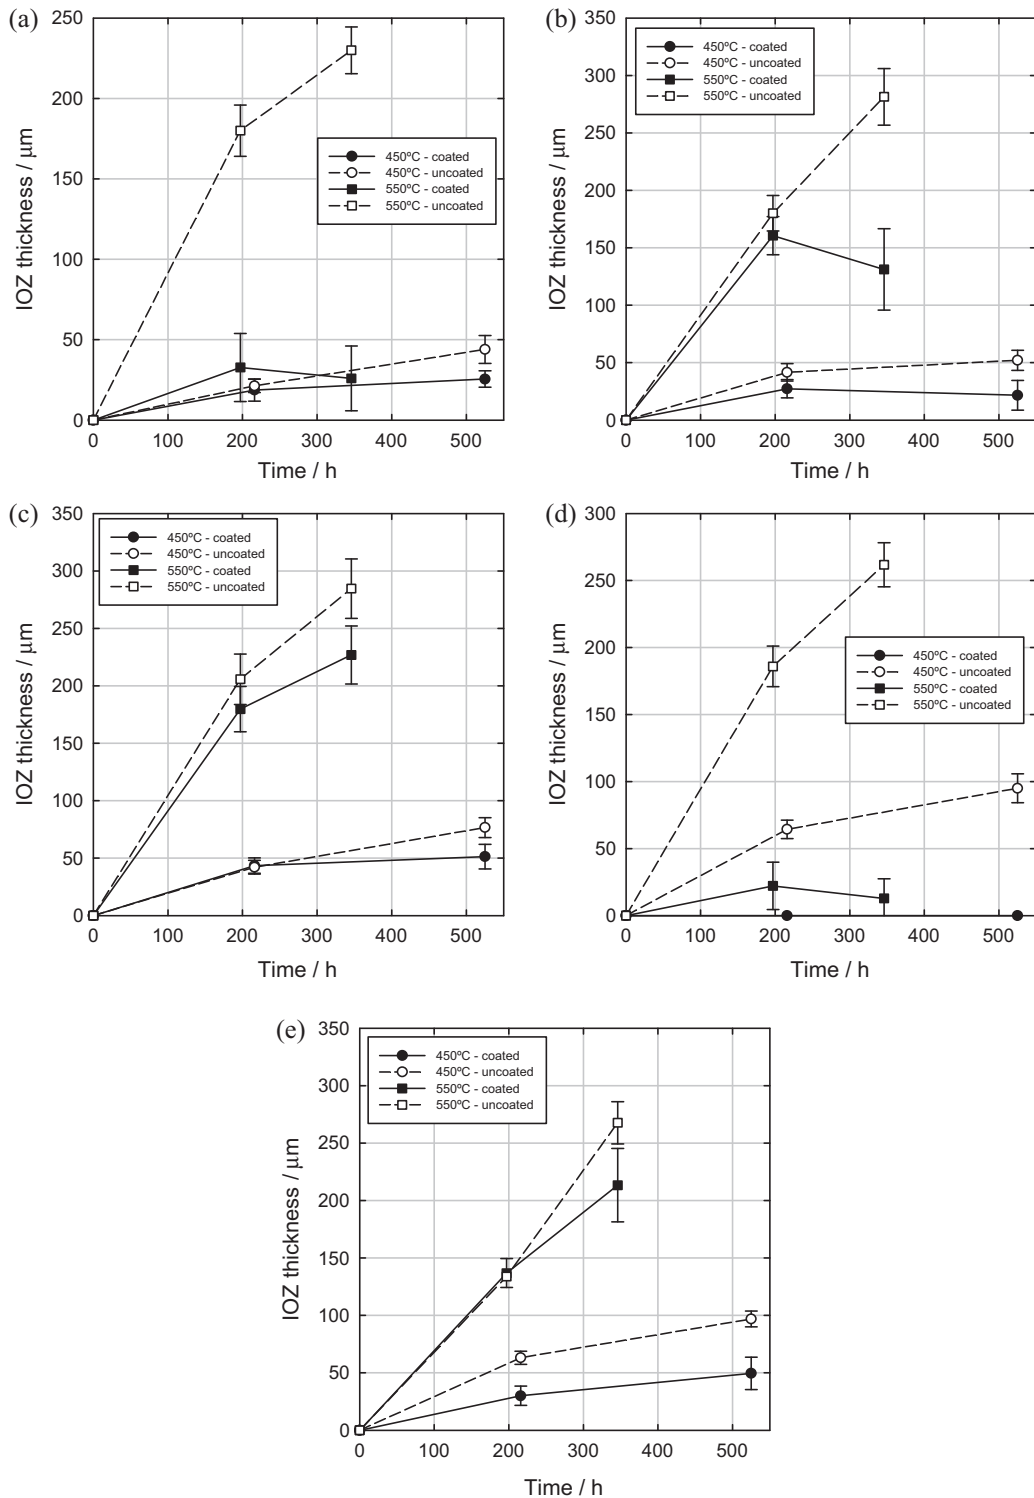 (a)
250
200
150
100
50
0
IOZ thickness / μm
450ºC - coated
450ºC - uncoated
550ºC - coated
550ºC - uncoated
0 100 200 300 400 500
Time / h
(b)
350
300
250
200
150
100
50
0
IOZ thickness / μm
450ºC - coated
450ºC - uncoated
550ºC - coated
550ºC - uncoated
0 100 200 300 400 500
Time / h
(c)
350
300
250
200
150
100
50
0
IOZ thickness / μm
450ºC - coated
450ºC - uncoated
550ºC - coated
550ºC - uncoated
0 100 200 300 400 500
Time / h
(d)
300
250
200
150
100
50
0
IOZ thickness / μm
450ºC - coated
450ºC - uncoated
550ºC - coated
550ºC - uncoated
0 100 200 300 400 500
Time / h
(e)
350
300
250
200
150
100
50
0
IOZ thickness / μm
450ºC - coated
450ºC - uncoated
550ºC - coated
550ºC - uncoated
0 100 200 300 400 500
Time / h